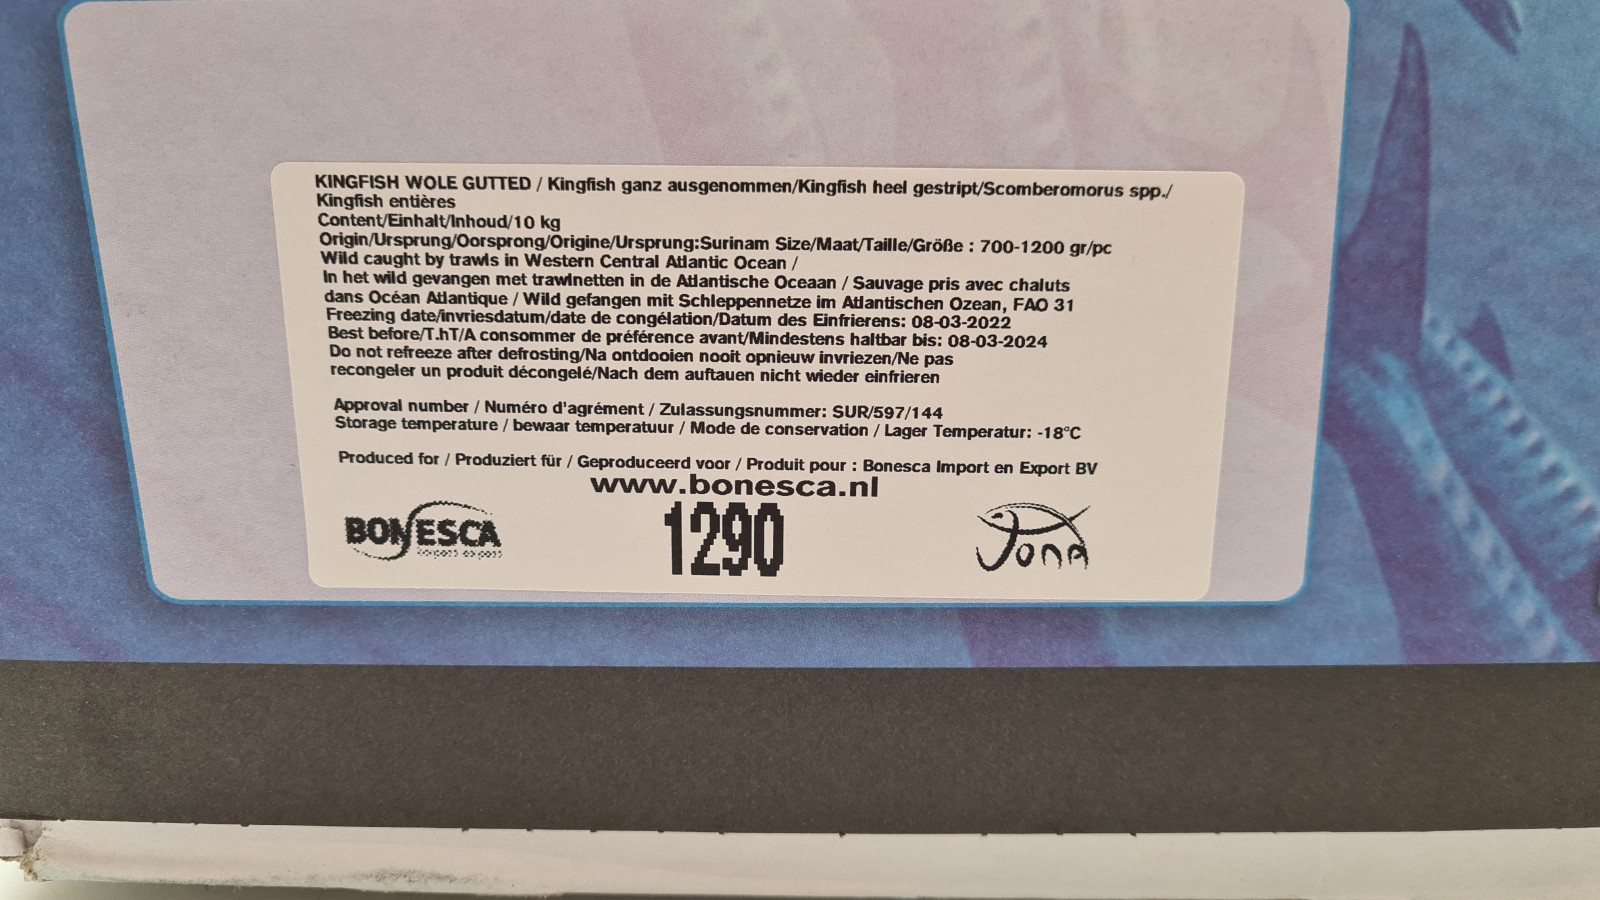 KINGFISH WOLE GUTTED / Kingfish ganz ausgenommen/Kingfish heel gestript/Scomberomorus spp./
Kingfish entières
Content/Einhalt/Inhoud/10 kg
Origin/Ursprung/Oorsprong/Origine/Ursprung:Surinam Size/Maat/Taille/Größe : 700-1200 gr/pc
Wild caught by trawls in Western Central Atlantic Ocean /
In het wild gevangen met trawlnetten in de Atlantische Oceaan / Sauvage pris avec chaluts
dans Océan Atlantique / Wild gefangen mit Schleppennetze im Atlantischen Ozean, FAO 31
Freezing date/invriesdatum/date de congélation/Datum des Einfrierens: 08-03-2022
Best before/T.hT/A consommer de préférence avant/Mindestens haltbar bis: 08-03-2024
Do not refreeze after defrosting/Na ontdooien nooit opnieuw invriezen/Ne pas
recongeler un produit décongelé/Nach dem auftauen nicht wieder einfrieren
Approval number / Numéro d'agrément / Zulassungsnummer: SUR/597/144
Storage temperature / bewaar temperatuur / Mode de conservation / Lager Temperatur: -18°C
Produced for / Produziert für / Geproduceerd voor / Produit pour : Bonesca Import en Export BV
www.bonesca.nl
BONESCA 1290 Jona